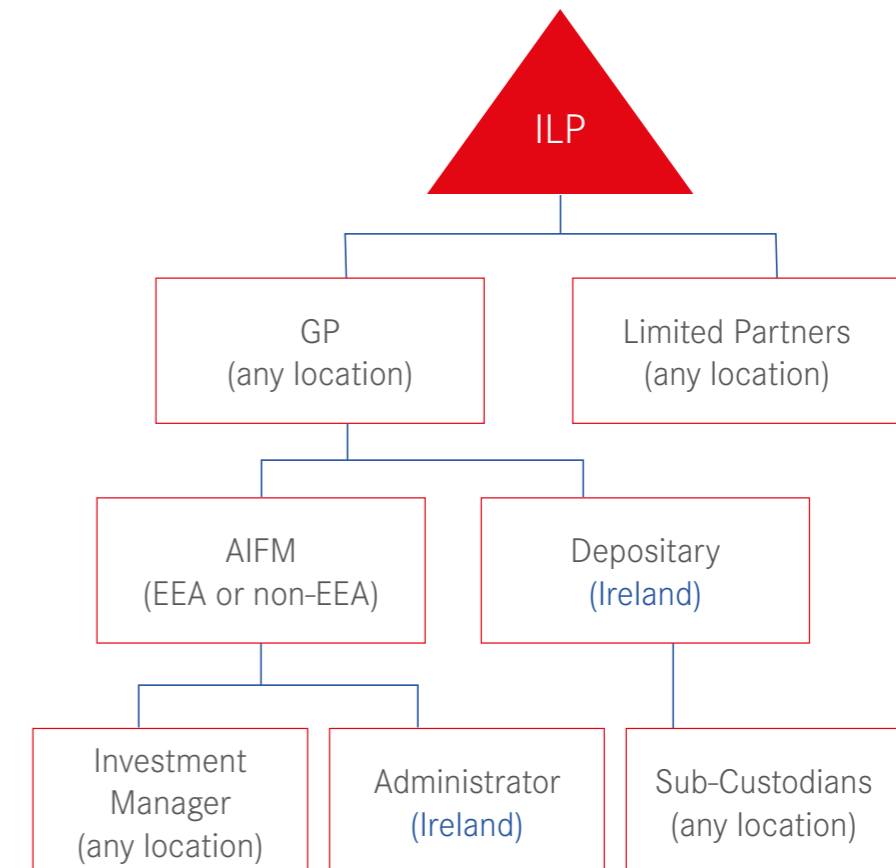 ILP
GP
(any location)
Limited Partners
(any location)
AIFM
(EEA or non-EEA)
Depositary
(Ireland)
Investment
Manager
(any location)
Administrator
(Ireland)
Sub-Custodians
(any location)